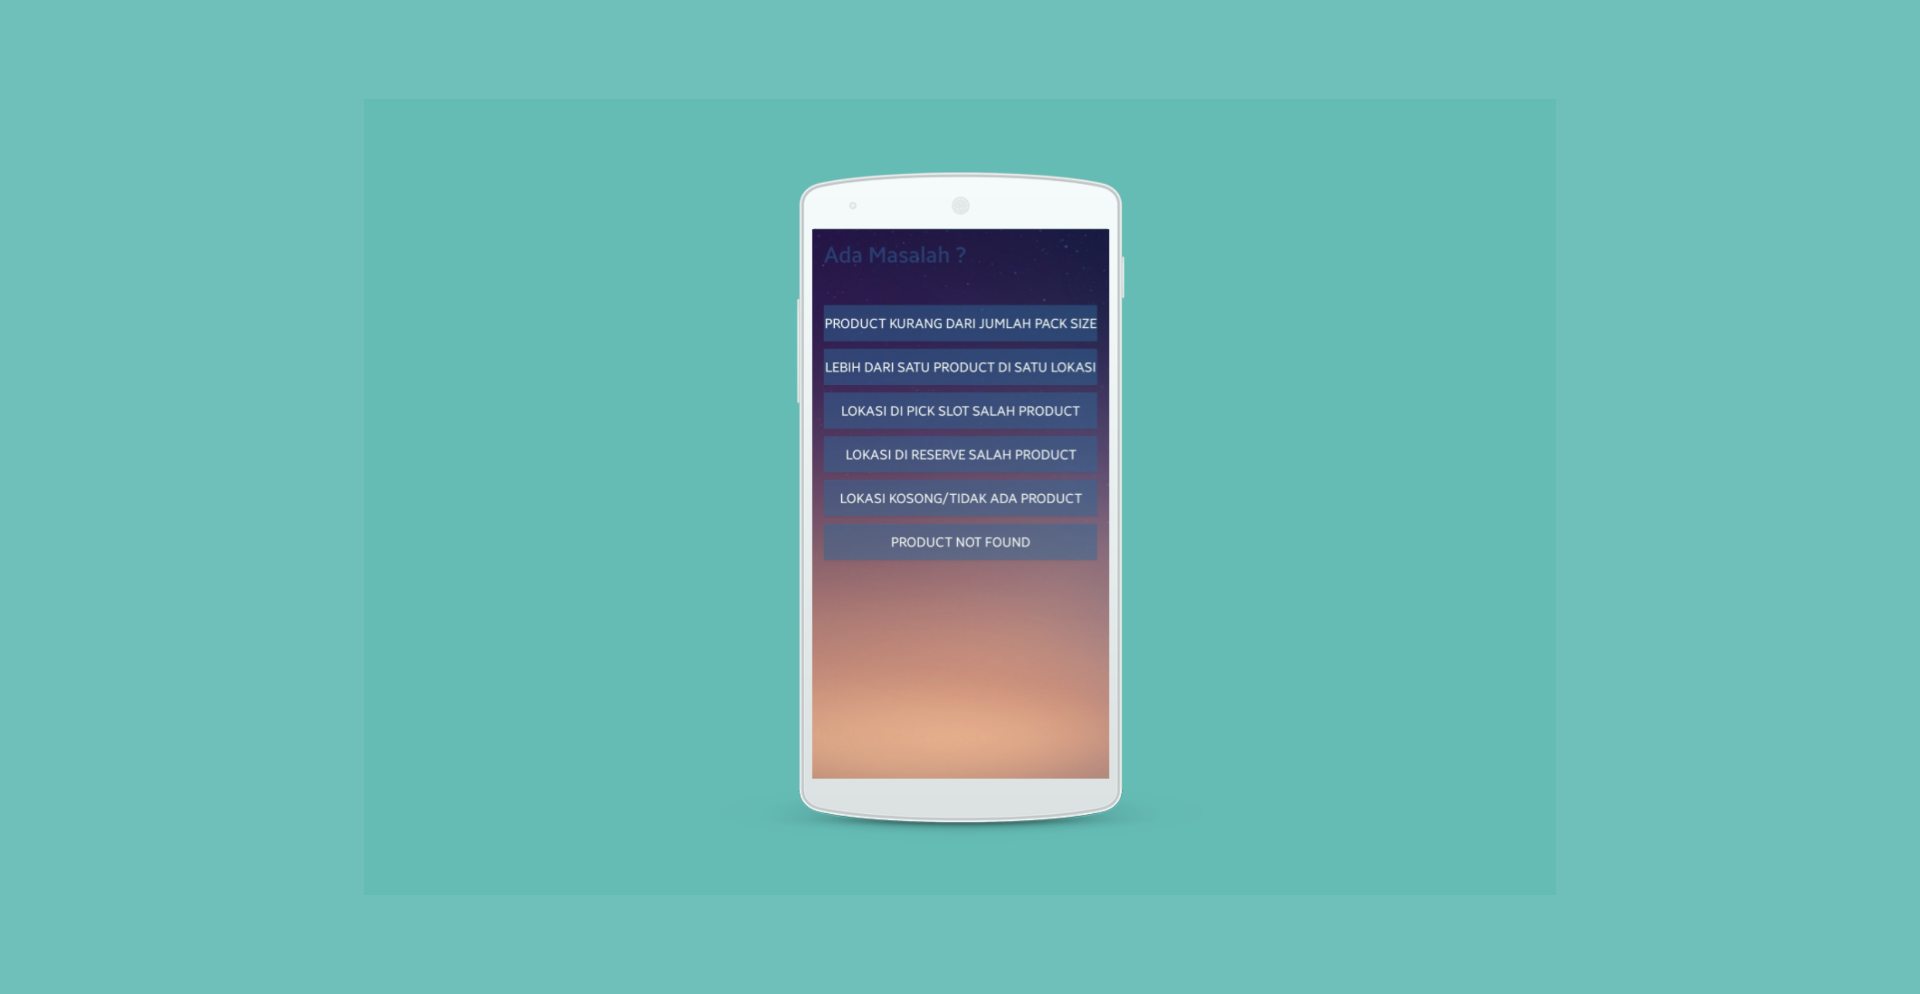 Ada Masalah ?
PRODUCT KURANG DARI JUMLAH PACK SIZE
LEBIH DARI SATU PRODUCT DI SATU LOKASI
LOKASI DI PICK SLOT SALAH PRODUCT
LOKASI DI RESERVE SALAH PRODUCT
LOKASI KOSONG/TIDAK ADA PRODUCT
PRODUCT NOT FOUND